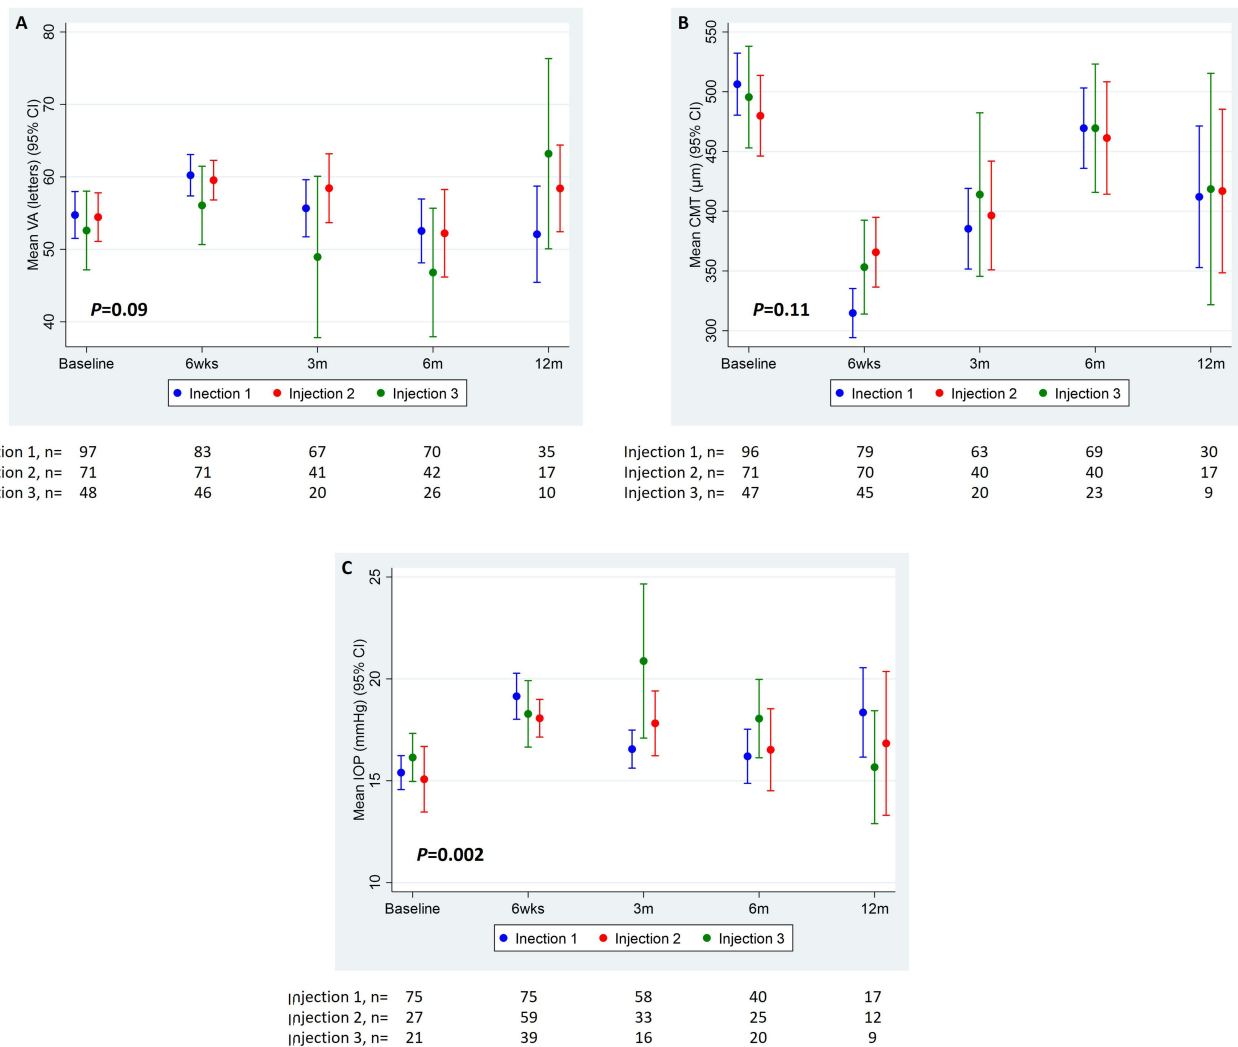 A
80
70
60
50
40
Mean VA (letters) (95% CI)
P=0.09
Baseline 6wks 3m 6m 12m
Inection 1 Injection 2 Injection 3
ction 1, n= 97 83 67 70 35
tion 2, n= 71 71 41 42 17
tion 3, n= 48 46 20 26 10
B
550
500
450
400
350
300
Mean CMT (µm) (95% CI)
P=0.11
Baseline 6wks 3m 6m 12m
Inection 1 Injection 2 Injection 3
Injection 1, n= 96 79 63 69 30
Injection 2, n= 71 70 40 40 17
Injection 3, n= 47 45 20 23 9
C
25
20
15
10
Mean IOP (mmHg) (95% CI)
P=0.002
Baseline 6wks 3m 6m 12m
Inection 1 Injection 2 Injection 3
Injection 1, n= 75 75 58 40 17
Injection 2, n= 27 59 33 25 12
Injection 3, n= 21 39 16 20 9